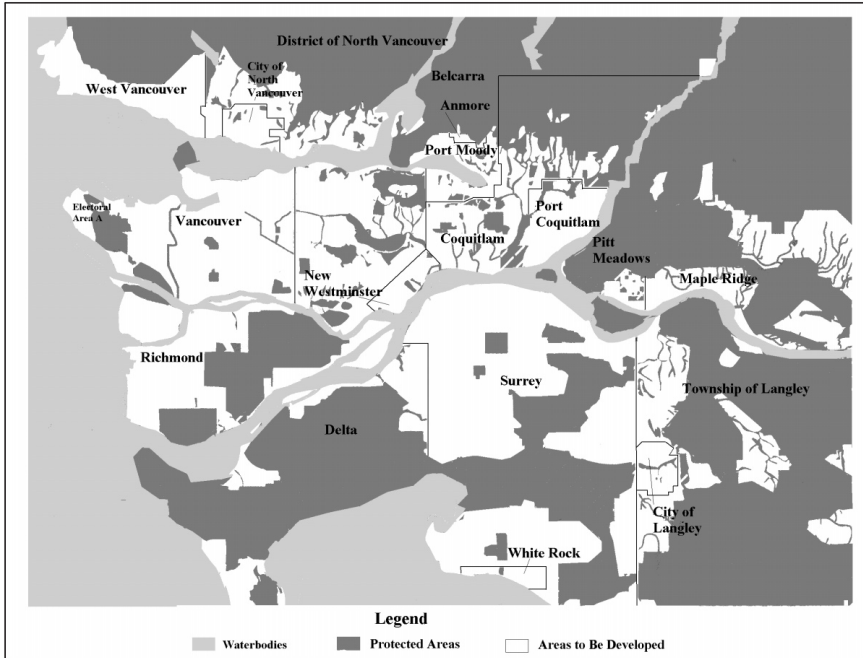 District of North Vancouver
City of
North
Vancouver
Belcarra
West Vancouver
Anmore
Port Moody
Electoral
Area A
Vancouver
Port
Coquitlam
Coquitlam
Pitt
Meadows
New
Westminster
Maple Ridge
Richmond
Surrey
Township of Langley
Delta
City of
Langley
White Rock
Legend
Waterbodies
Protected Areas
Areas to Be Developed